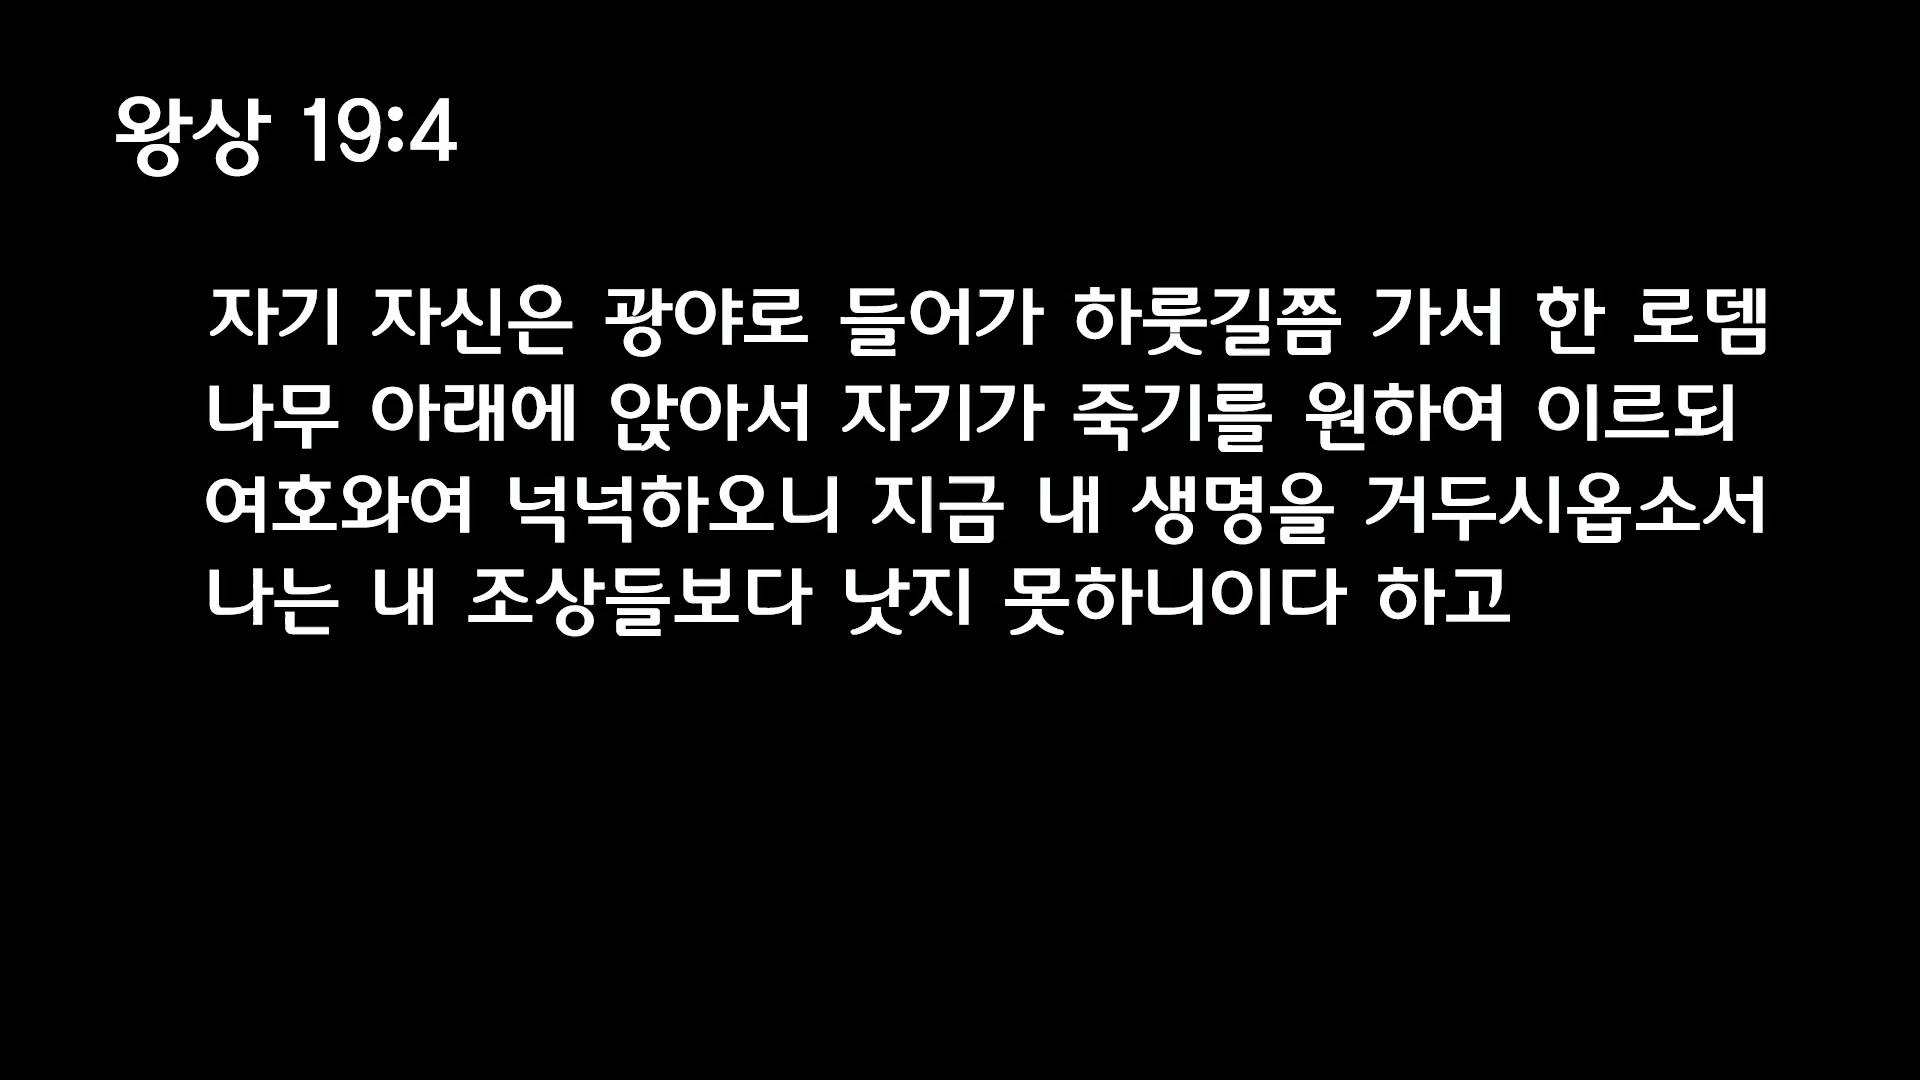 왕상 19:4
자기 자신은 광야로 들어가 하룻길쯤 가서 한 로뎀
나무 아래에 앉아서 자기가 죽기를 원하여 이르되
여호와여 넉넉하오니 지금 내 생명을 거두시옵소서
나는 내 조상들보다 낫지 못하니이다 하고